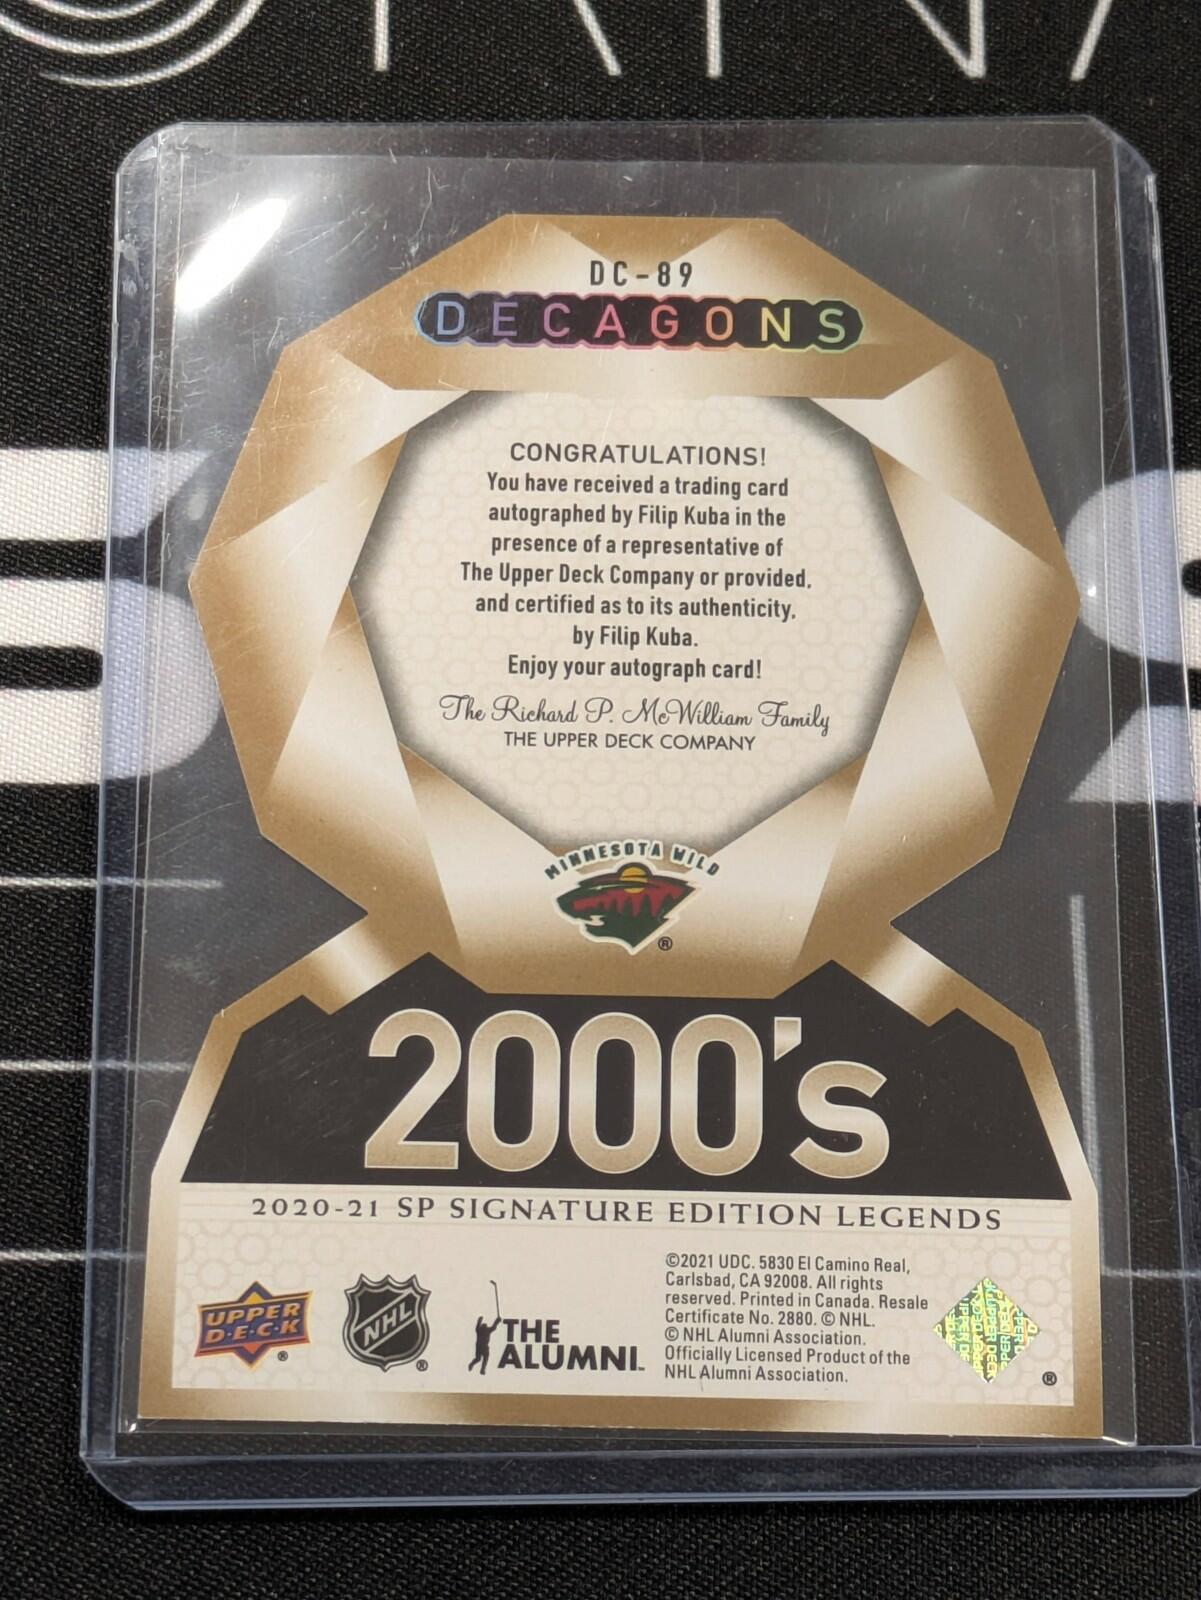 DC-89
DECAGONS
CONGRATULATIONS!
You have received a trading card
autographed by Filip Kuba in the
presence of a representative of
The Upper Deck Company or provided,
and certified as to its authenticity,
by Filip Kuba.
Enjoy your autograph card!
The Richard P. McWilliam Family
THE UPPER DECK COMPANY
MINNESOTA WILD
®
2000's
2020-21 SP SIGNATURE EDITION LEGENDS
UPPER
D·E·C·K
®
NHL
®
THE
ALUMNI
©2021 UDC. 5830 El Camino Real,
Carlsbad, CA 92008. All rights
reserved. Printed in Canada. Resale
Certificate No. 2880. © NHL.
© NHL Alumni Association.
Officially Licensed Product of the
NHL Alumni Association.
UPPER DECK
®